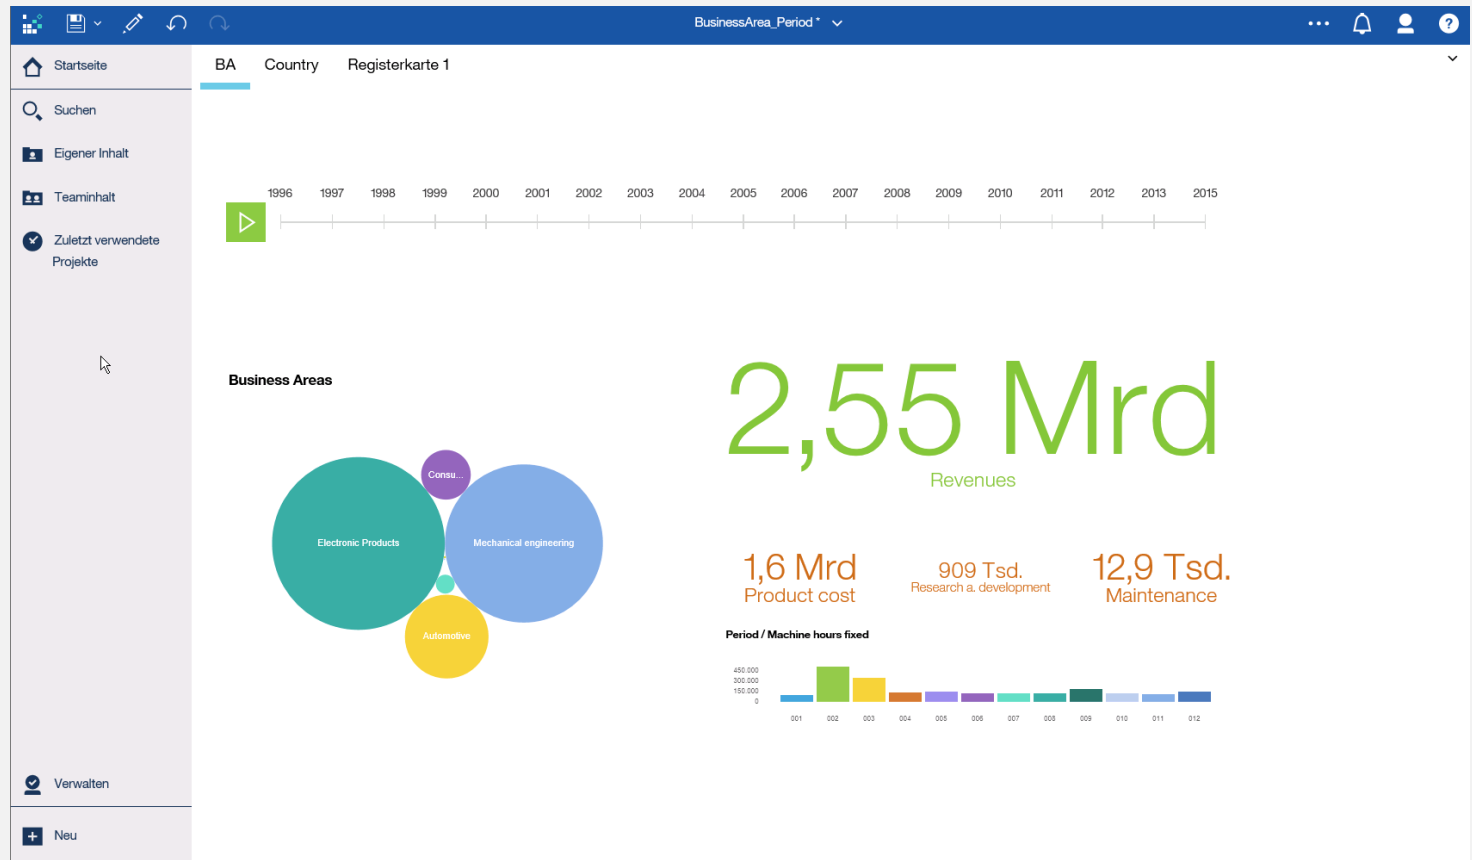 BusinessArea_Period *
?
Startseite
BA Country Registerkarte 1
Suchen
Eigener Inhalt
Teaminhalt
Zuletzt verwendete
Projekte
1996 1997 1998 1999 2000 2001 2002 2003 2004 2005 2006 2007 2008 2009 2010 2011 2012 2013 2015
Business Areas
Consu...
Electronic Products
Mechanical engineering
Automotive
2,55 Mrd
Revenues
1,6 Mrd
Product cost
909 Tsd.
Research a. development
12,9 Tsd.
Maintenance
Period / Machine hours fixed
450.000
300.000
150.000
0
001 002 003 004 005 006 007 008 009 010 011 012
Verwalten
Neu